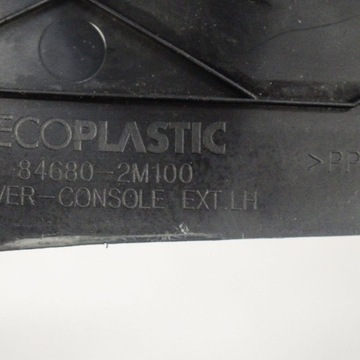 ECOPLASTIC
84680-2M100
VER-CONSOLE EXT.LH
>PP